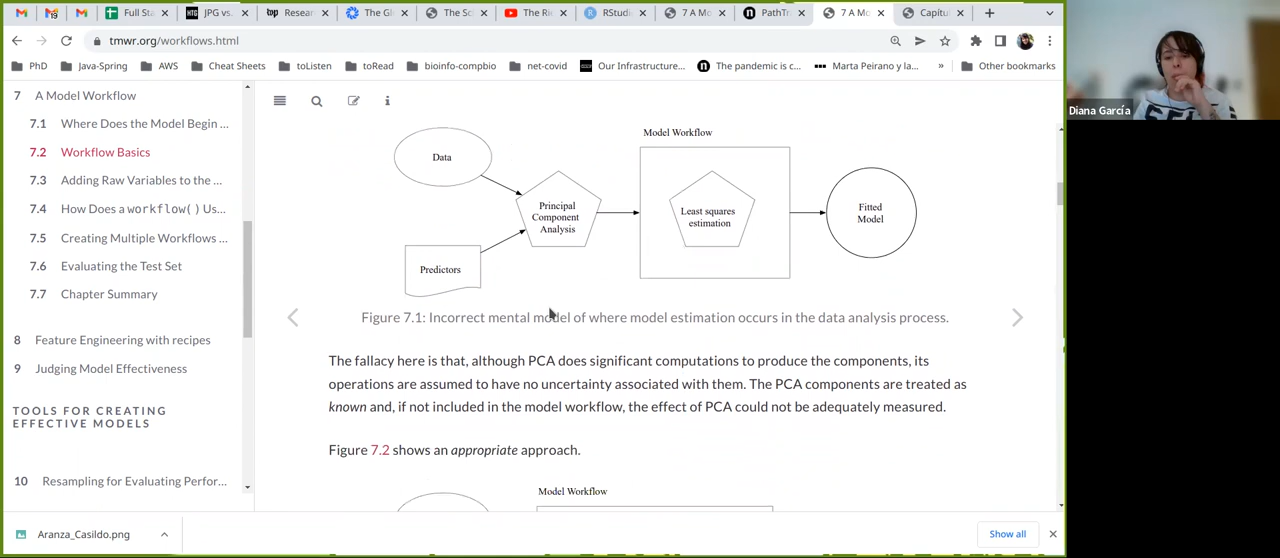 Full Sta
JPG vs.
Resear
The Gl
The So
The Ric
RStudi
7 A Mo
PathTr
7 A Mo
Capítu
tmwr.org/workflows.html
PhD
Java-Spring
AWS
Cheat Sheets
toListen
toRead
bioinfo-combio
net-covid
Our Infrastructure...
The pandemic is c...
Marta Peirano y la...
»
Other bookmarks
7 A Model Workflow
7.1 Where Does the Model Begin ...
7.2 Workflow Basics
7.3 Adding Raw Variables to the ...
7.4 How Does a workflow() Us...
7.5 Creating Multiple Workflows ...
7.6 Evaluating the Test Set
7.7 Chapter Summary
8 Feature Engineering with recipes
9 Judging Model Effectiveness
TOOLS FOR CREATING
EFFECTIVE MODELS
10 Resampling for Evaluating Perfor...
Model Workflow
Data
Principal
Component
Analysis
Least squares
estimation
Fitted
Model
Predictors
Figure 7.1: Incorrect mental model of where model estimation occurs in the data analysis process.
The fallacy here is that, although PCA does significant computations to produce the components, its
operations are assumed to have no uncertainty associated with them. The PCA components are treated as
known and, if not included in the model workflow, the effect of PCA could not be adequately measured.
Figure 7.2 shows an appropriate approach.
Model Workflow
Aranza_Casildo.png
Show all
Diana García